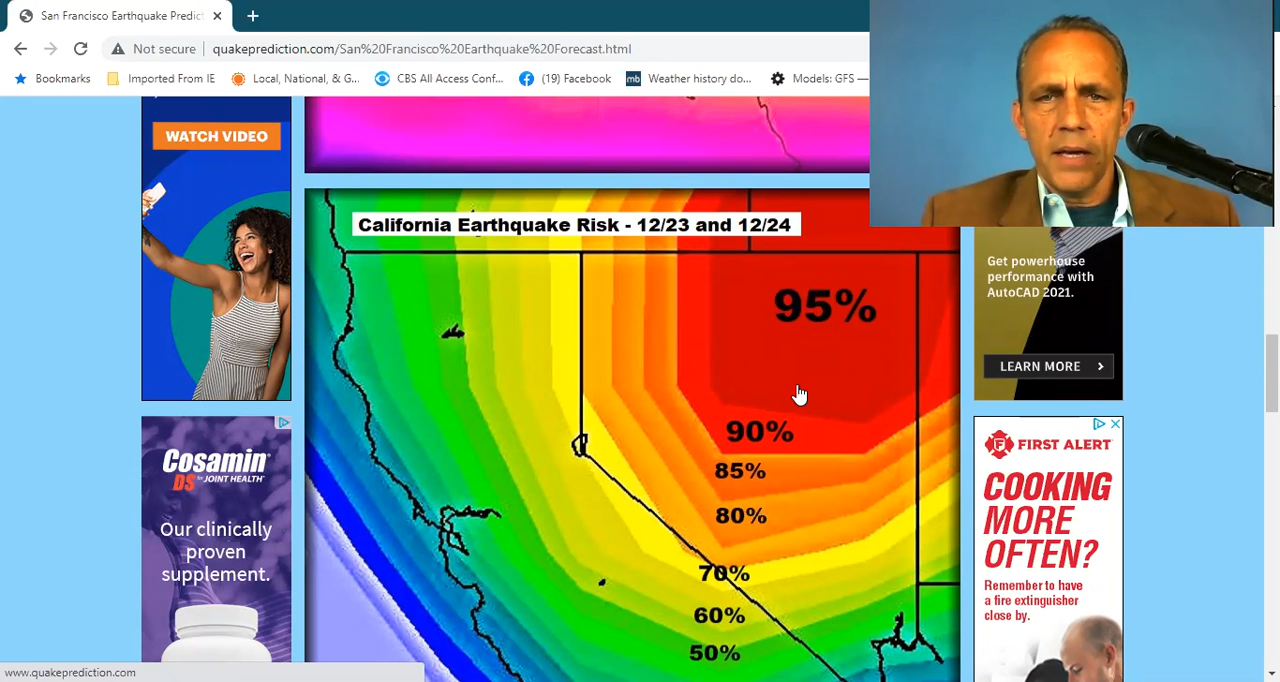 San Francisco Earthquake Predict
Not secure
quakeprediction.com/San%20Francisco%20Earthquake%20Forecast.html
Bookmarks
Imported From IE
Local, National, & G...
CBS All Access Conf...
(19) Facebook
mb
Weather history do...
Models: GFS —
WATCH VIDEO
California Earthquake Risk - 12/23 and 12/24
95%
90%
85%
80%
70%
60%
50%
Cosamin
DS for JOINT HEALTH
Our clinically
proven
supplement.
Get powerhouse
performance with
AutoCAD 2021.
LEARN MORE
FIRST ALERT
COOKING
MORE
OFTEN?
Remember to have
a fire extinguisher
close by.
www.quakeprediction.com